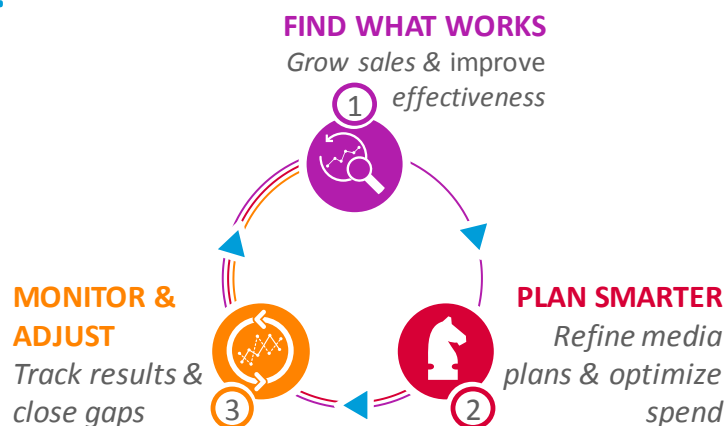 FIND WHAT WORKS
Grow sales & improve
effectiveness
1
PLAN SMARTER
Refine media
plans & optimize
spend
2
MONITOR &
ADJUST
Track results &
close gaps
3